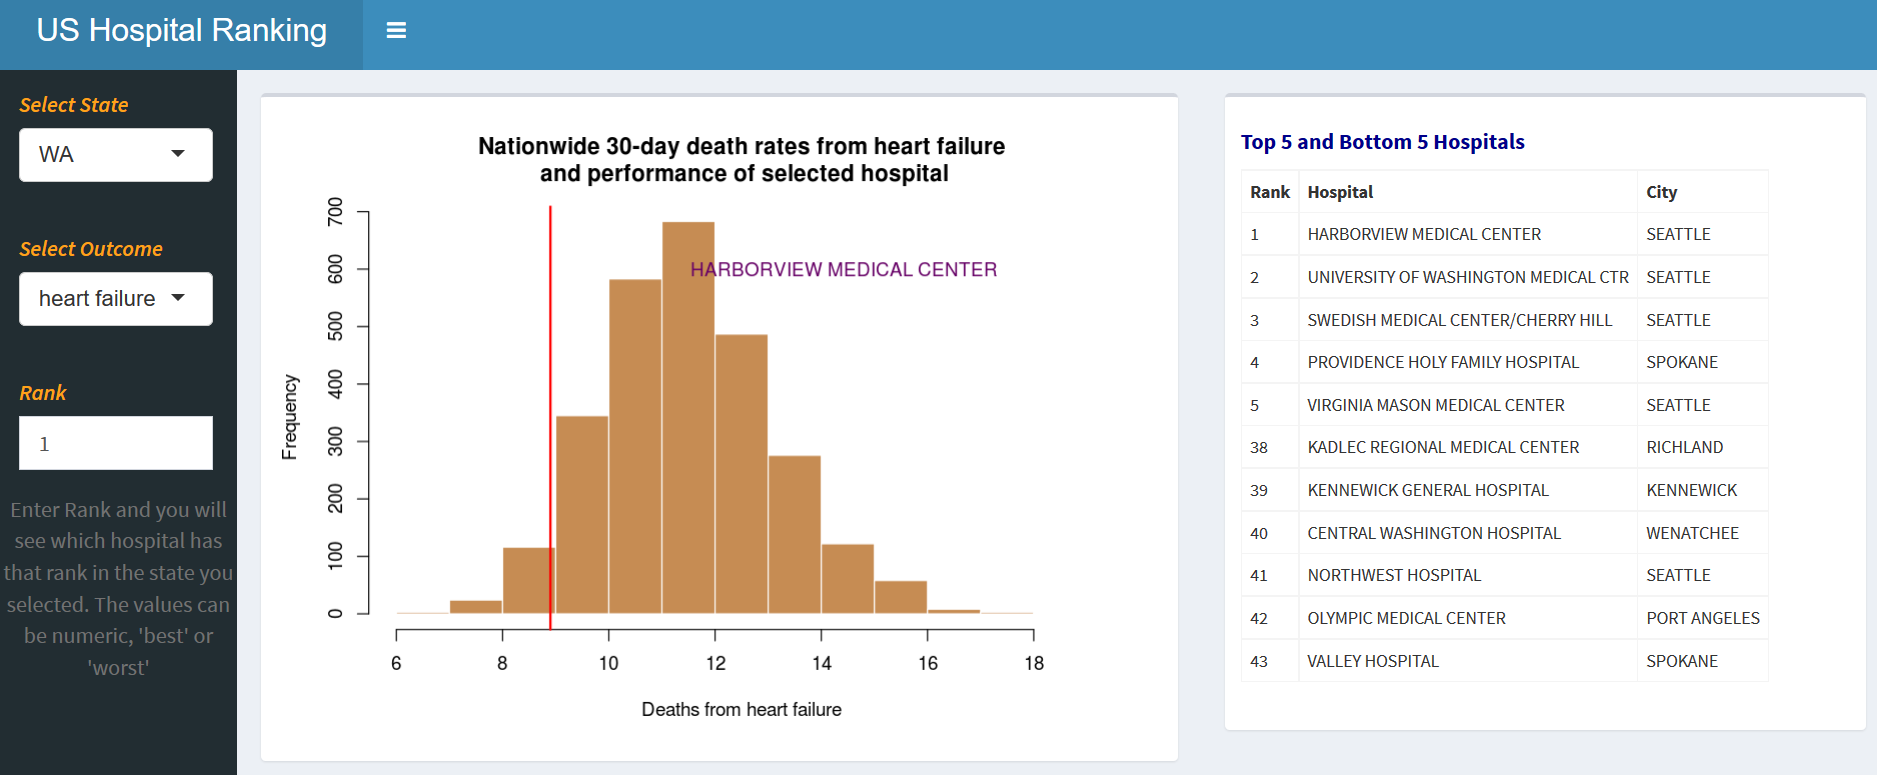 US Hospital Ranking
Select State
WA
Select Outcome
heart failure
Rank
1
Enter Rank and you will
see which hospital has
that rank in the state you
selected. The values can
be numeric, 'best' or
'worst'
Nationwide 30-day death rates from heart failure
and performance of selected hospital
Frequency
700
600
500
400
300
200
100
0
HARBORVIEW MEDICAL CENTER
6 8 10 12 14 16 18
Deaths from heart failure
Top 5 and Bottom 5 Hospitals
Rank Hospital City
1 HARBORVIEW MEDICAL CENTER SEATTLE
2 UNIVERSITY OF WASHINGTON MEDICAL CTR SEATTLE
3 SWEDISH MEDICAL CENTER/CHERRY HILL SEATTLE
4 PROVIDENCE HOLY FAMILY HOSPITAL SPOKANE
5 VIRGINIA MASON MEDICAL CENTER SEATTLE
38 KADLEC REGIONAL MEDICAL CENTER RICHLAND
39 KENNEWICK GENERAL HOSPITAL KENNEWICK
40 CENTRAL WASHINGTON HOSPITAL WENATCHEE
41 NORTHWEST HOSPITAL SEATTLE
42 OLYMPIC MEDICAL CENTER PORT ANGELES
43 VALLEY HOSPITAL SPOKANE